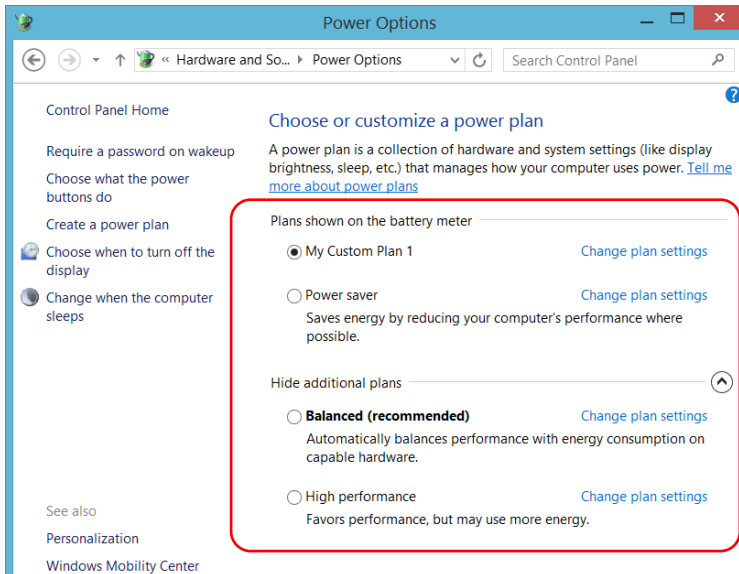 Power Options
« Hardware and So... Power Options
Search Control Panel
Control Panel Home
Require a password on wakeup
Choose what the power
buttons do
Create a power plan
Choose when to turn off the
display
Change when the computer
sleeps
See also
Personalization
Windows Mobility Center
?
Choose or customize a power plan
A power plan is a collection of hardware and system settings (like display
brightness, sleep, etc.) that manages how your computer uses power. Tell me
more about power plans
Plans shown on the battery meter
My Custom Plan 1 Change plan settings
Power saver Change plan settings
Saves energy by reducing your computer's performance where
possible.
Hide additional plans
Balanced (recommended) Change plan settings
Automatically balances performance with energy consumption on
capable hardware.
High performance Change plan settings
Favors performance, but may use more energy.